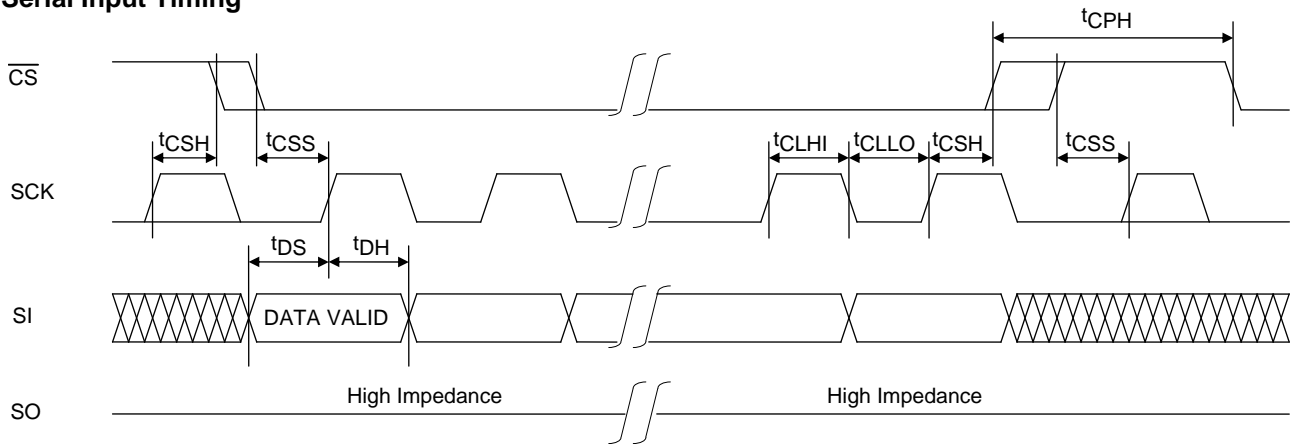 Serial Input Timing
tCPH
CS
tCSH
tCSS
tCLHI
tCLLO
tCSH
tCSS
SCK
tDS
tDH
SI
DATA VALID
High Impedance
High Impedance
SO